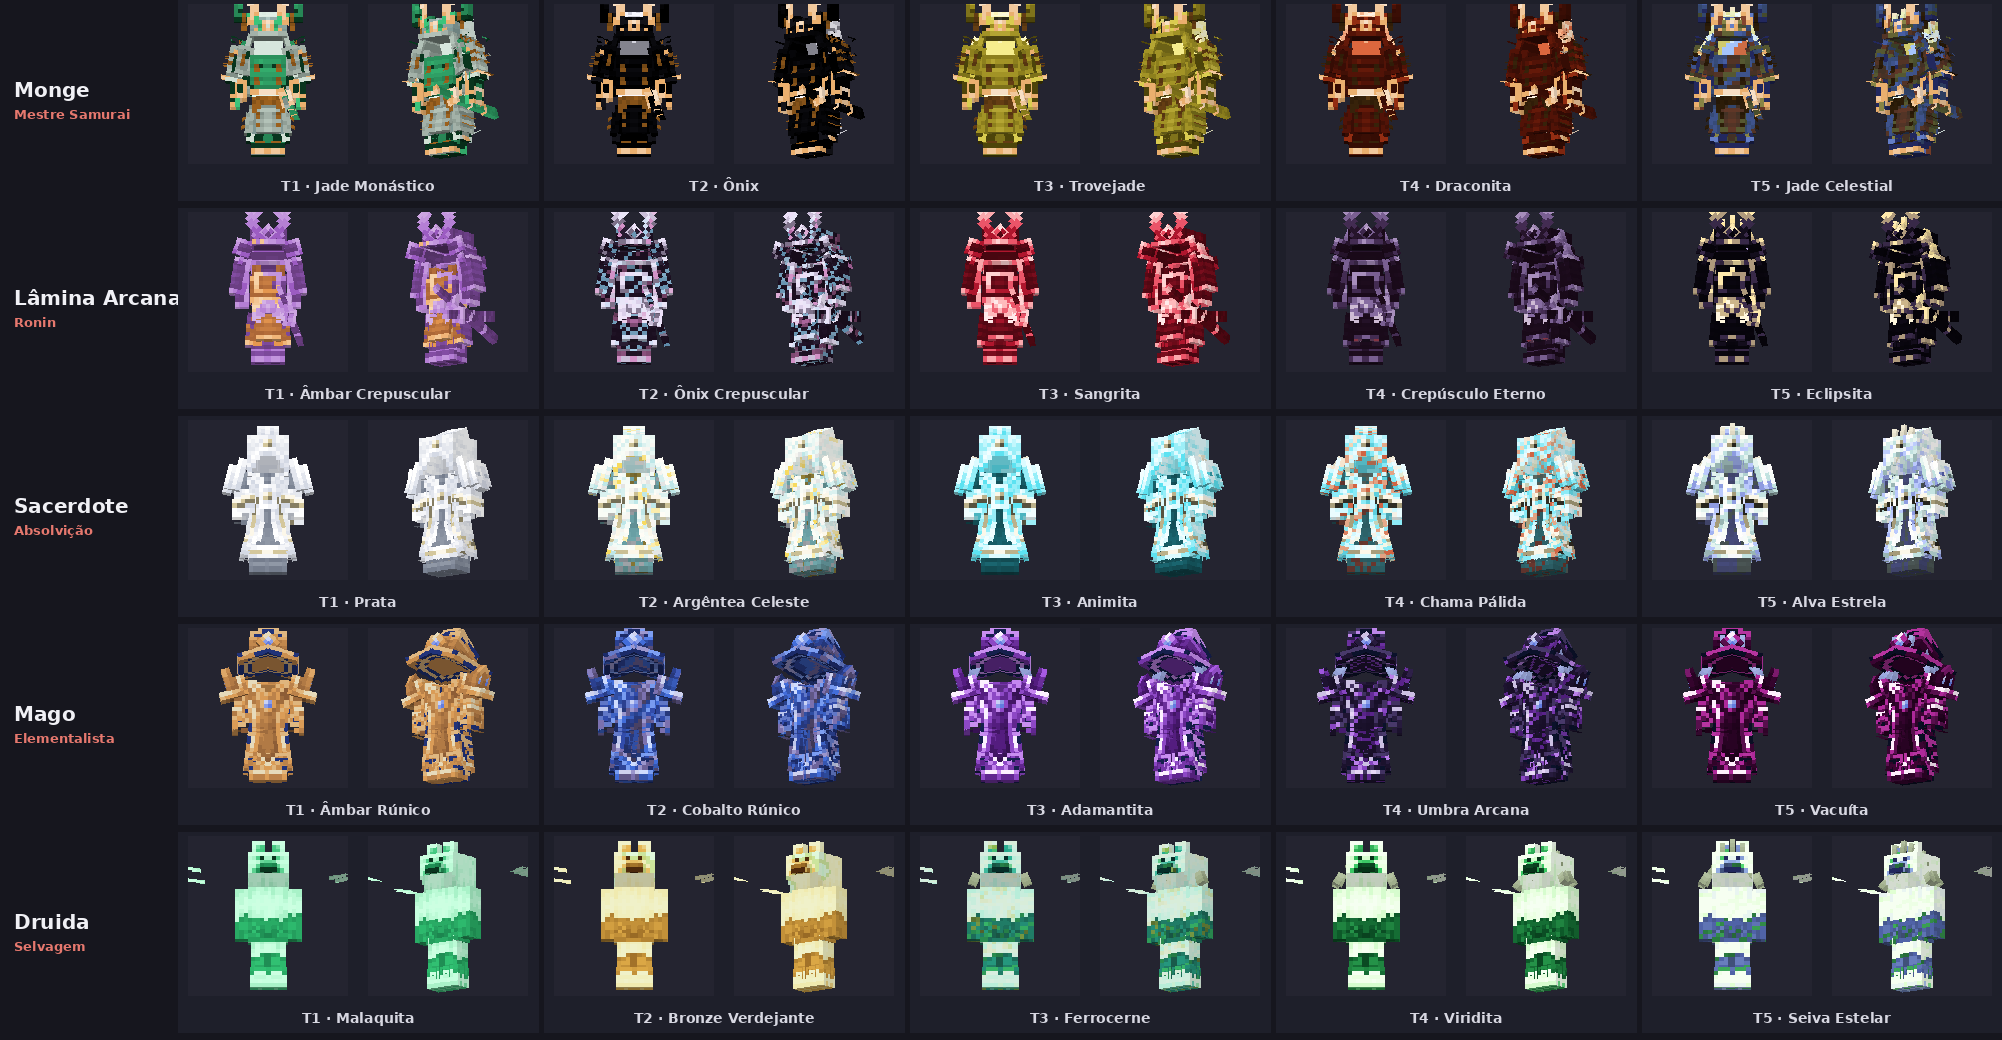 Monge
Mestre Samurai
T1 · Jade Monástico
T2 · Ônix
T3 · Trovejade
T4 · Draconita
T5 · Jade Celestial
Lâmina Arcana
Ronin
T1 · Âmbar Crepuscular
T2 · Ônix Crepuscular
T3 · Sangrita
T4 · Crepúsculo Eterno
T5 · Eclipsita
Sacerdote
Absolvição
T1 · Prata
T2 · Argêntea Celeste
T3 · Animita
T4 · Chama Pálida
T5 · Alva Estrela
Mago
Elementalista
T1 · Âmbar Rúnico
T2 · Cobalto Rúnico
T3 · Adamantita
T4 · Umbra Arcana
T5 · Vacuíta
Druida
Selvagem
T1 · Malaquita
T2 · Bronze Verdejante
T3 · Ferrocerne
T4 · Viridita
T5 · Seiva Estelar